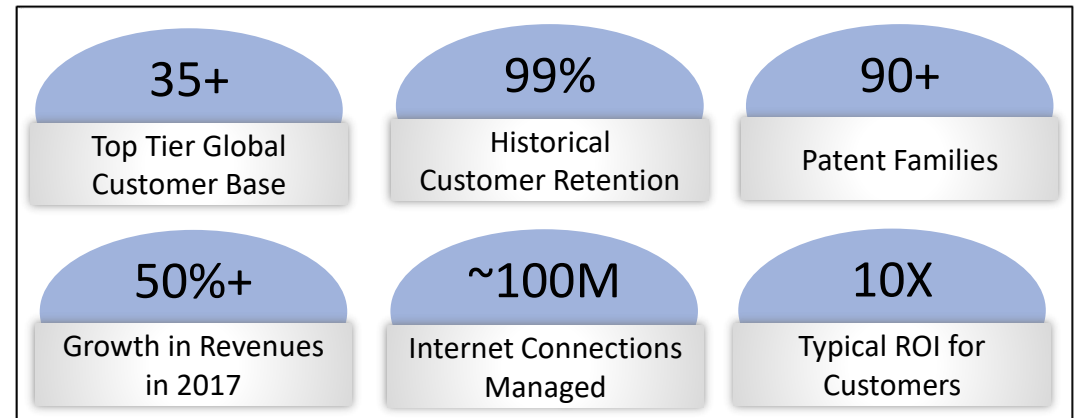 35+
Top Tier Global
Customer Base
99%
Historical
Customer Retention
90+
Patent Families
50%+
Growth in Revenues
in 2017
~100M
Internet Connections
Managed
10X
Typical ROI for
Customers